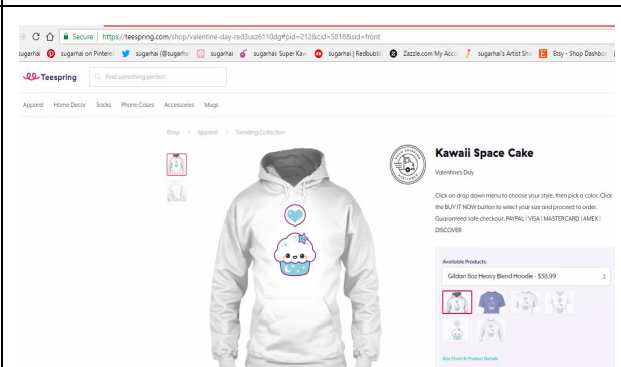 Secure | https://teespring.com/shop/valentine-day-red3usz6110dg#pid=212&cid=5818&sid=front
sugarhai sugarhai on Pinteres sugarhai (@sugarha sugarhai sugarhai: Super Kaw sugarhai | Redbubbl Zazzle.com My Acco sugarhai's Artist Sho Etsy - Shop Dashboa
Teespring Find something perfect.
Apparel Home Decor Socks Phone Cases Accessories Mugs
Shop > Apparel > Trending Collection
Kawaii Space Cake
Valentine's Day
Click on drop down menu to choose your style, then pick a color. Click
the BUY IT NOW button to select your size and proceed to order.
Guaranteed safe checkout: PAYPAL | VISA | MASTERCARD | AMEX |
DISCOVER
Available Products:
Gildan 8oz Heavy Blend Hoodie - $38.99
Size Chart & Product Details